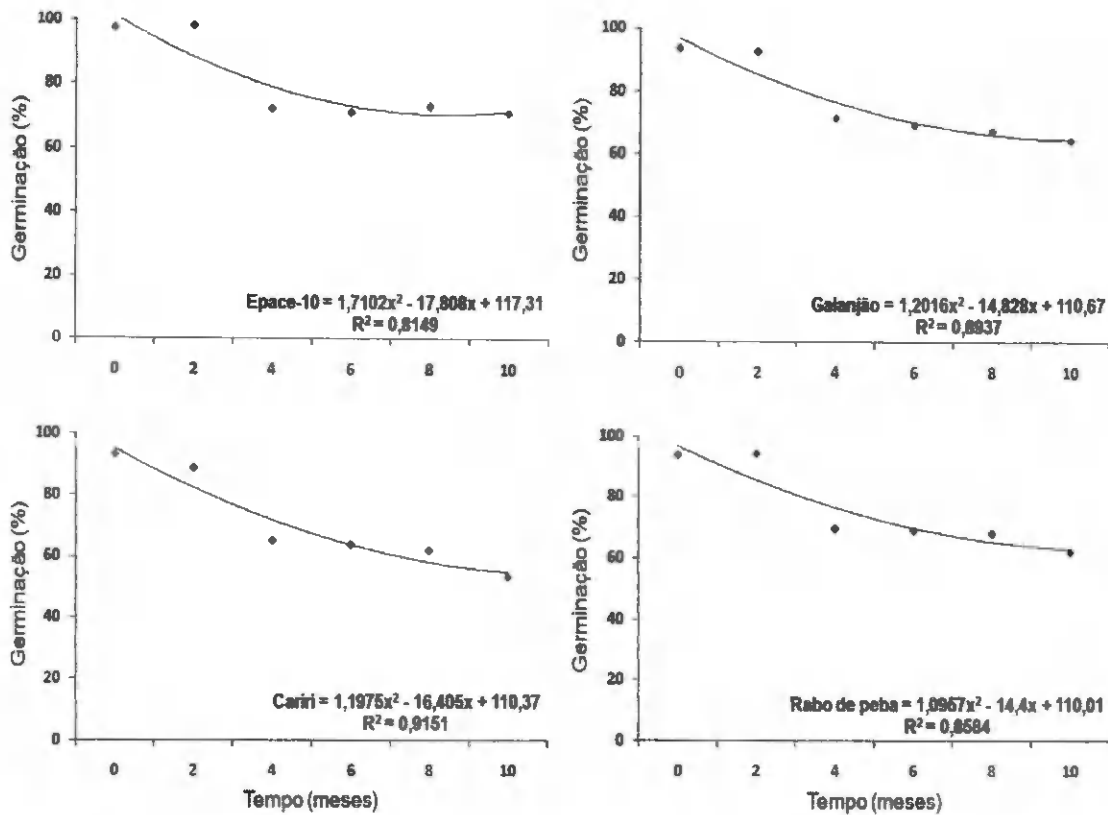 100
80
60
40
20
0
Germinação (%)
Epace-10 = 1,7102x² - 17,808x + 117,31
R² = 0,8149
0 2 4 6 8 10
100
80
60
40
20
0
Germinação (%)
Galanjão = 1,2016x² - 14,828x + 110,67
R² = 0,8937
0 2 4 6 8 10
100
80
60
40
20
0
Germinação (%)
Cariri = 1,1975x² - 16,405x + 110,37
R² = 0,9151
0 2 4 6 8 10
Tempo (meses)
100
80
60
40
20
0
Germinação (%)
Rabo de peba = 1,0967x² - 14,4x + 110,01
R² = 0,8584
0 2 4 6 8 10
Tempo (meses)